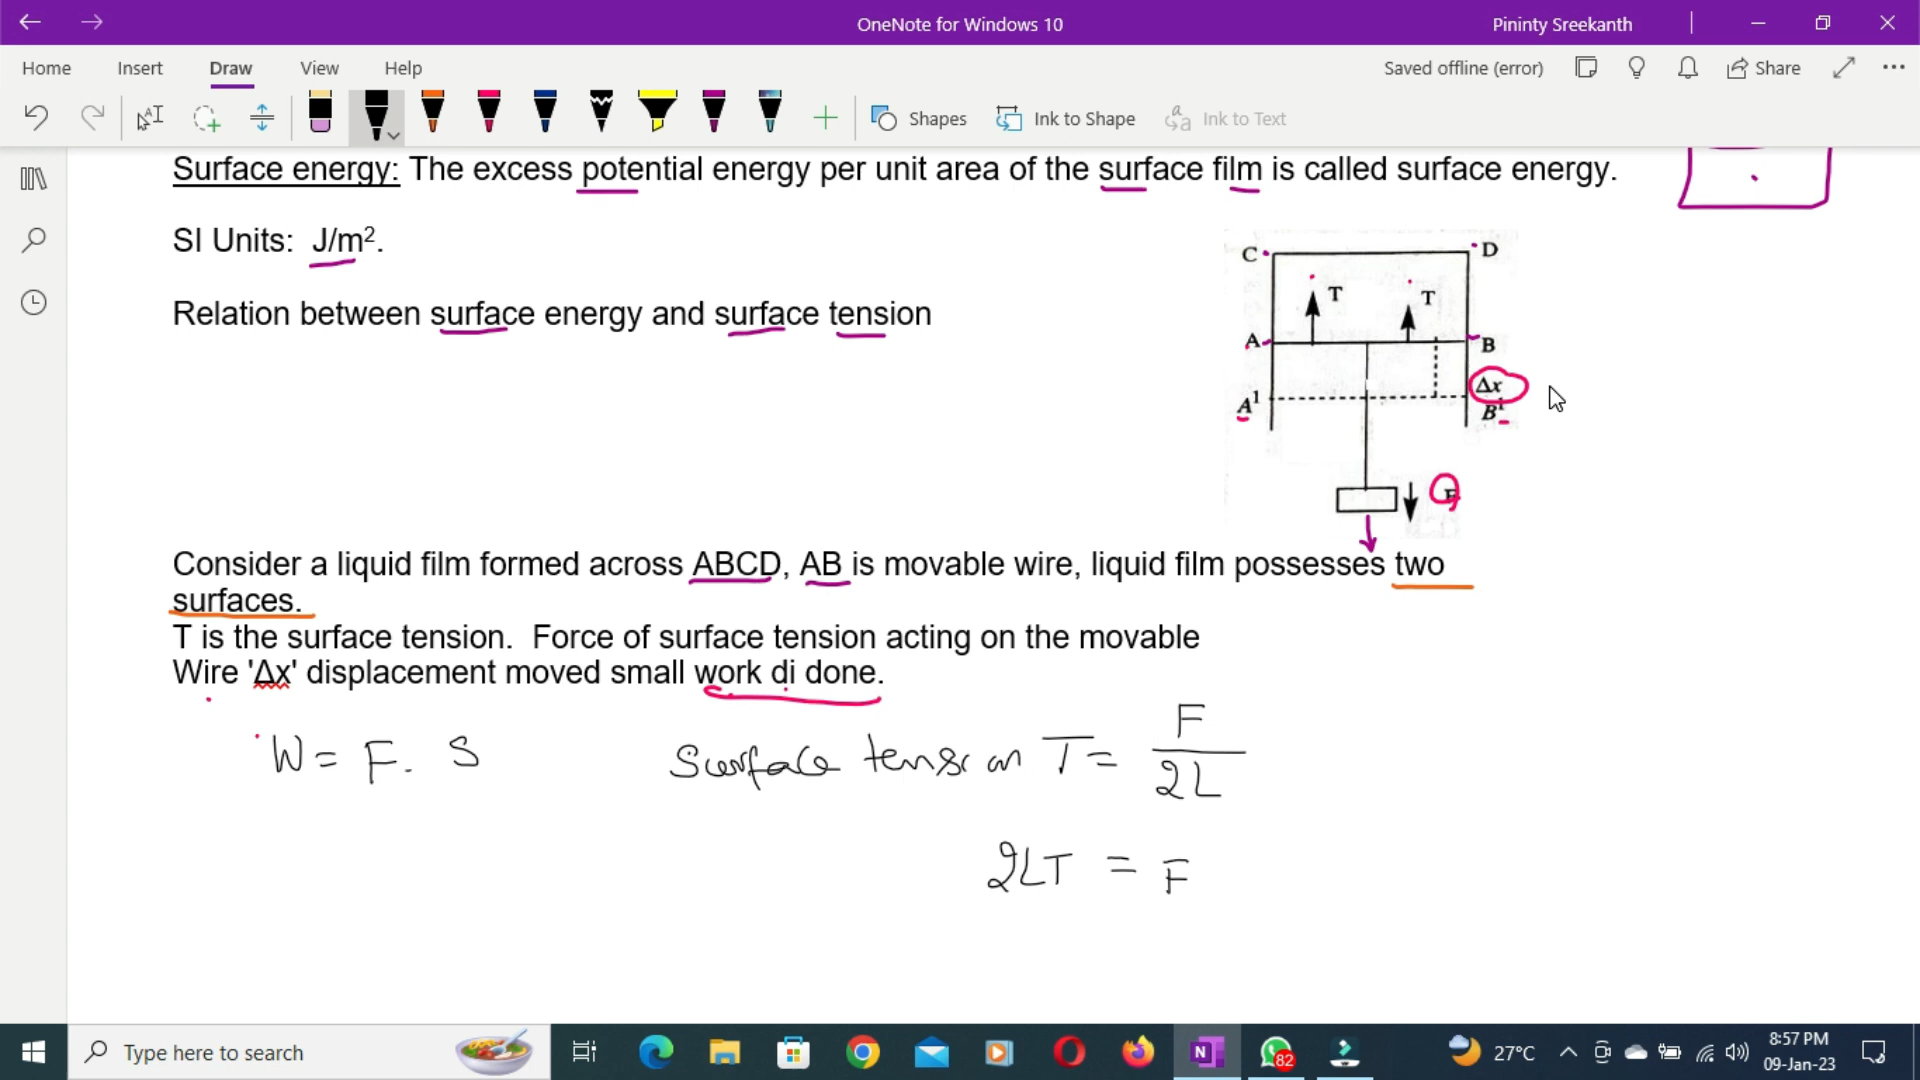 OneNote for Windows 10
Pininty Sreekanth
Home Insert Draw View Help
Saved offline (error)
Share
Shapes
Ink to Shape
Ink to Text
Surface energy: The excess potential energy per unit area of the surface film is called surface energy.
SI Units: J/m².
Relation between surface energy and surface tension
C D
T T
A B
Δx
A¹ B¹
F
Consider a liquid film formed across ABCD, AB is movable wire, liquid film possesses two
surfaces.
T is the surface tension. Force of surface tension acting on the movable
Wire 'Δx' displacement moved small work di done.
W = F. S
Surface tension T = F/2L
2LT = F
Type here to search
82
27°C
8:57 PM
09-Jan-23